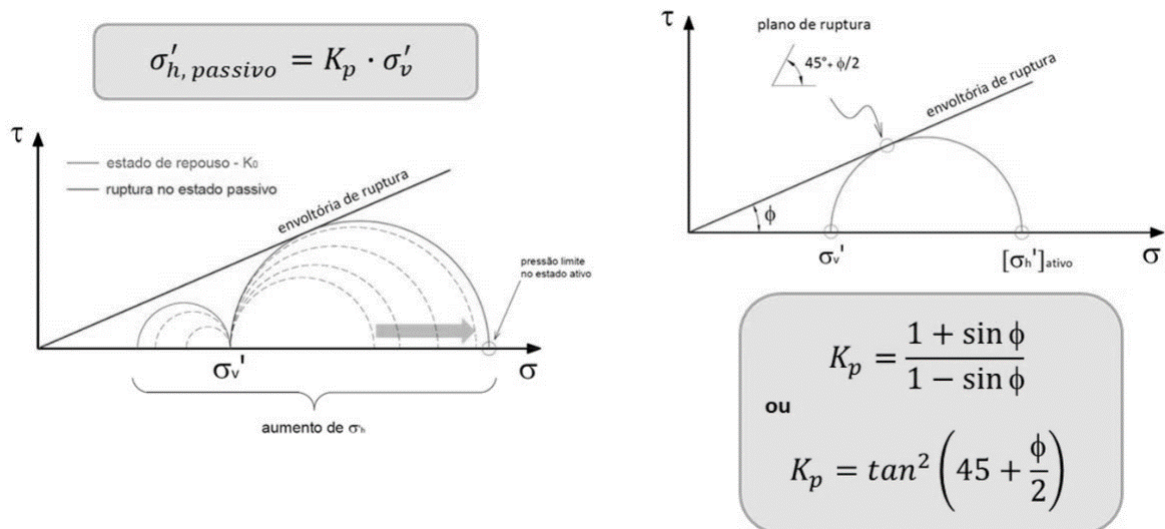 σ′h, passivo = Kp · σ′v
τ
estado de repouso - K0
ruptura no estado passivo
envoltória de ruptura
pressão limite
no estado ativo
σv'
σ
aumento de σh
τ
plano de ruptura
45°+ ϕ/2
envoltória de ruptura
ϕ
σv'
[σh']ativo
σ
Kp = (1 + sin ϕ) / (1 − sin ϕ)
ou
Kp = tan² (45 + ϕ/2)